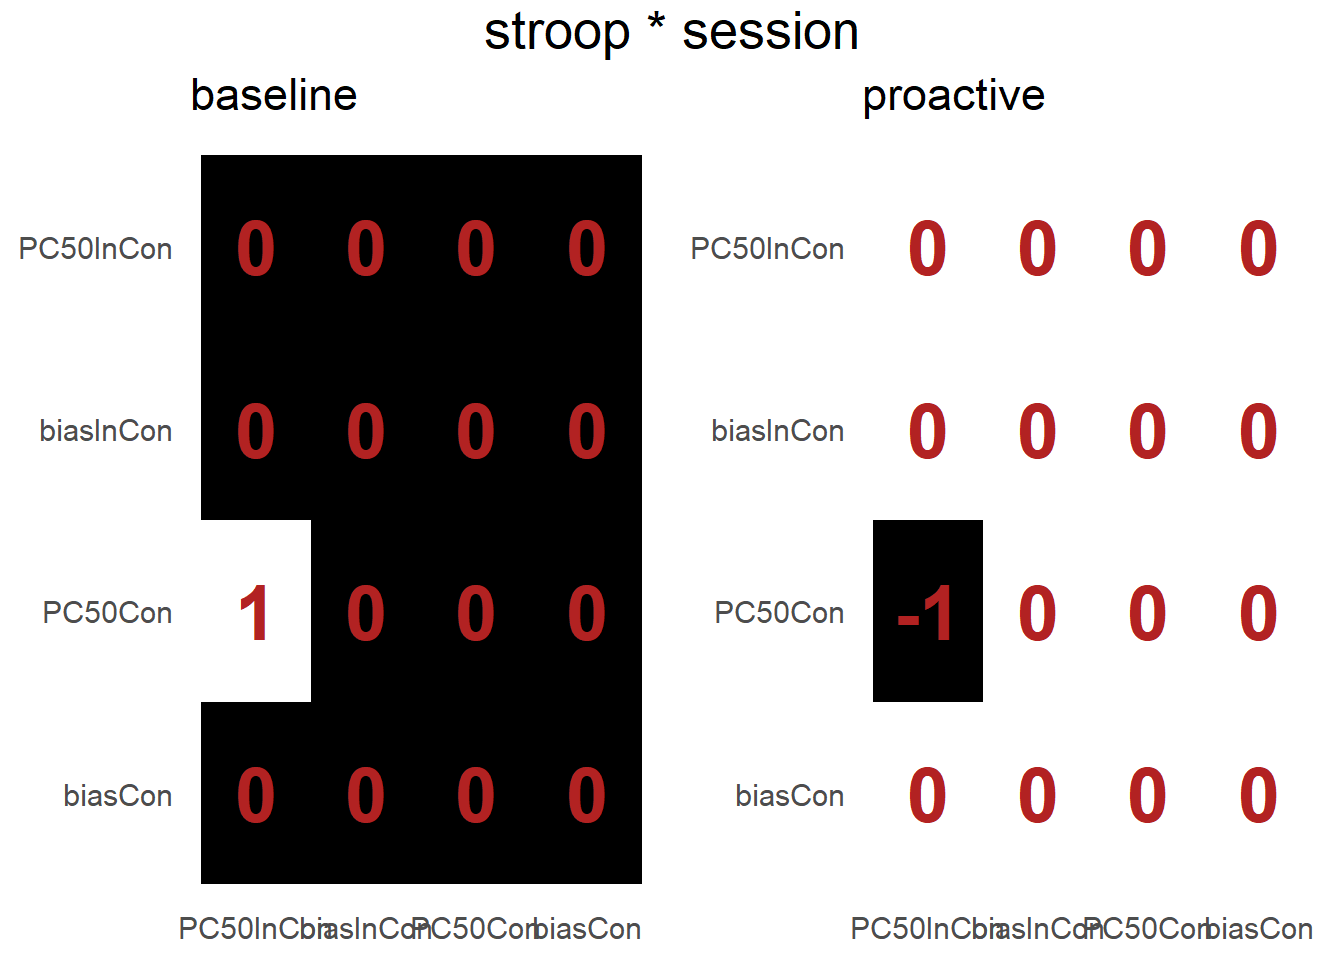 stroop * session
baseline
proactive
PC50InCon 0 0 0 0
biasInCon 0 0 0 0
PC50Con 1 0 0 0
biasCon 0 0 0 0
PC50InCon biasInCon PC50Con biasCon
PC50InCon 0 0 0 0
biasInCon 0 0 0 0
PC50Con -1 0 0 0
biasCon 0 0 0 0
PC50InCon biasInCon PC50Con biasCon